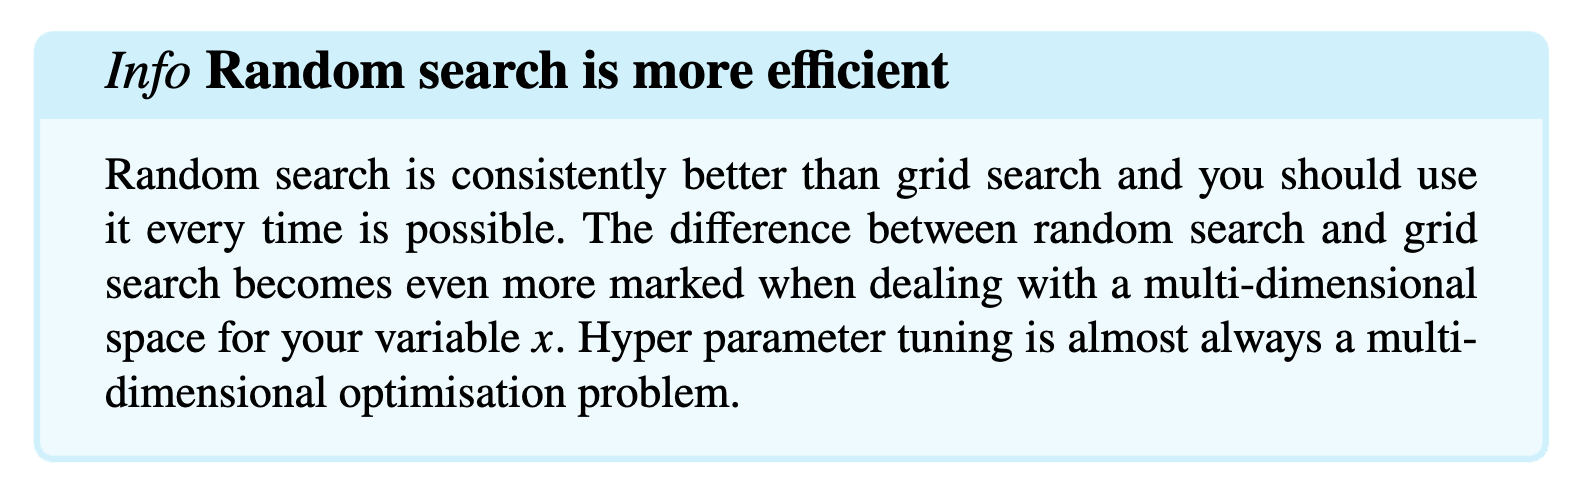 Info Random search is more efficient
Random search is consistently better than grid search and you should use
it every time is possible. The difference between random search and grid
search becomes even more marked when dealing with a multi-dimensional
space for your variable x. Hyper parameter tuning is almost always a multi-
dimensional optimisation problem.